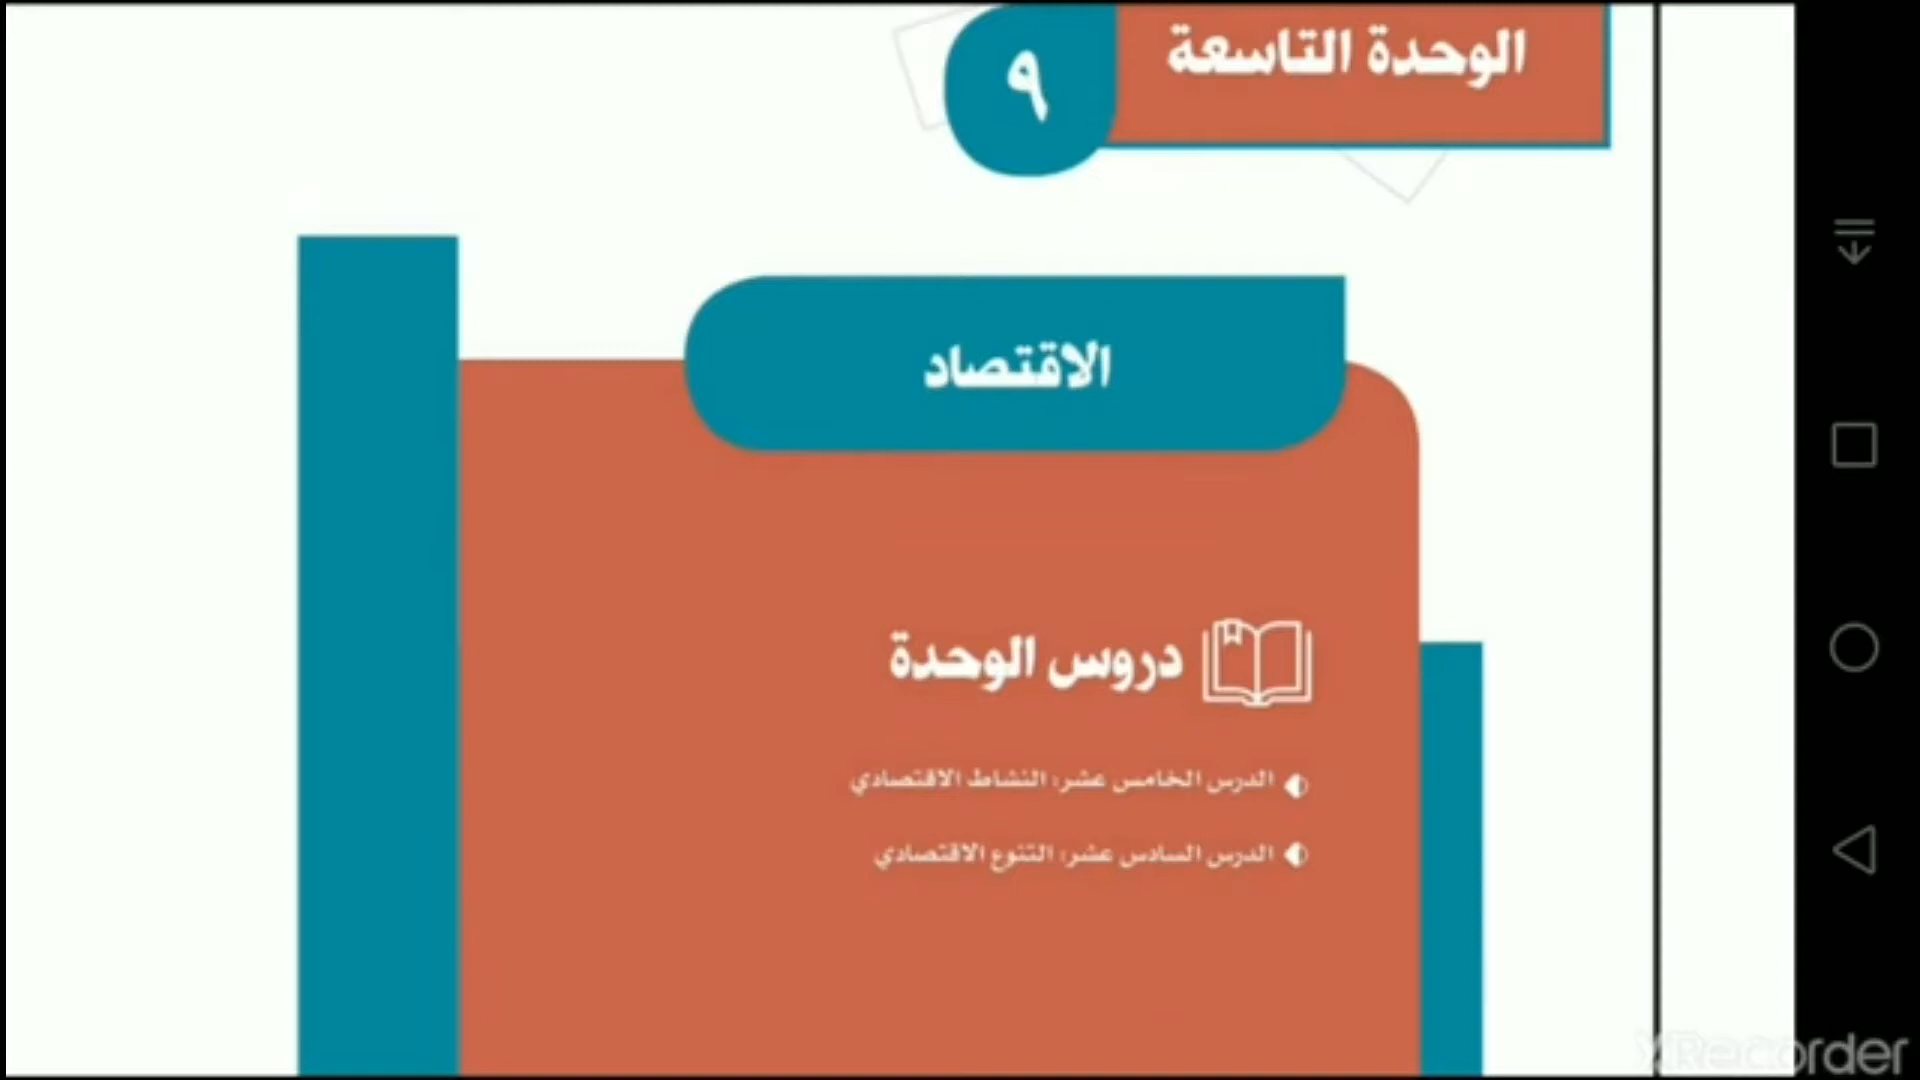 الوحدة التاسعة
٩
الاقتصاد
دروس الوحدة
الدرس الخامس عشر: النشاط الاقتصادي
الدرس السادس عشر: التنوع الاقتصادي
XRecorder